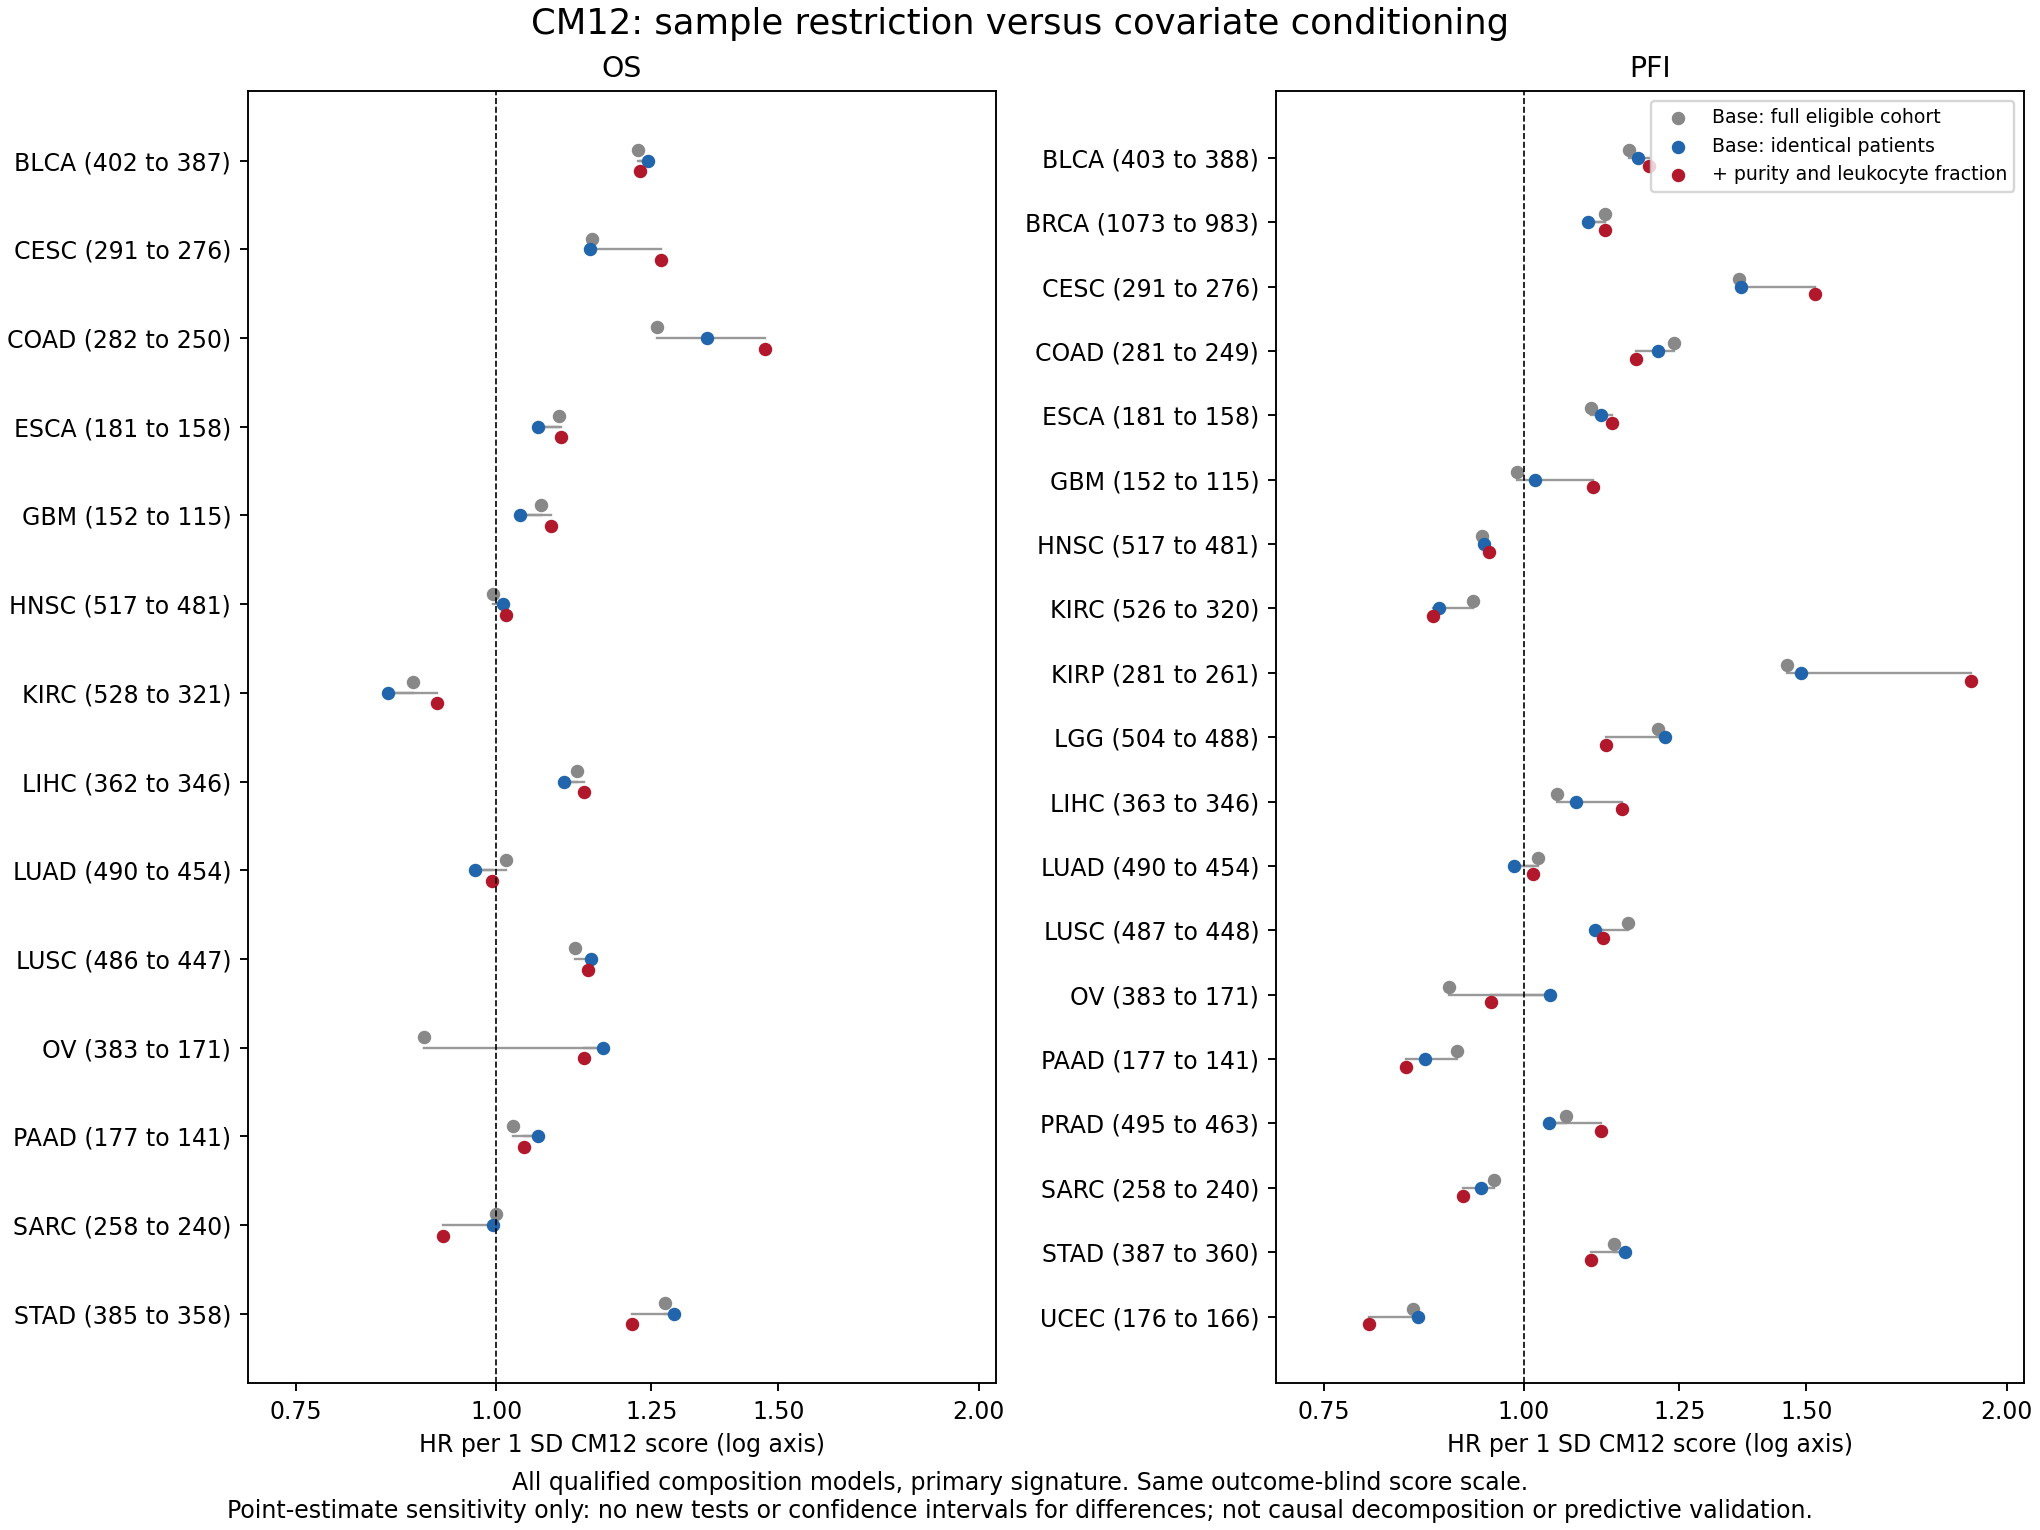 CM12: sample restriction versus covariate conditioning
OS
BLCA (402 to 387)
CESC (291 to 276)
COAD (282 to 250)
ESCA (181 to 158)
GBM (152 to 115)
HNSC (517 to 481)
KIRC (528 to 321)
LIHC (362 to 346)
LUAD (490 to 454)
LUSC (486 to 447)
OV (383 to 171)
PAAD (177 to 141)
SARC (258 to 240)
STAD (385 to 358)
0.75 1.00 1.25 1.50 2.00
HR per 1 SD CM12 score (log axis)
PFI
Base: full eligible cohort
Base: identical patients
+ purity and leukocyte fraction
BLCA (403 to 388)
BRCA (1073 to 983)
CESC (291 to 276)
COAD (281 to 249)
ESCA (181 to 158)
GBM (152 to 115)
HNSC (517 to 481)
KIRC (526 to 320)
KIRP (281 to 261)
LGG (504 to 488)
LIHC (363 to 346)
LUAD (490 to 454)
LUSC (487 to 448)
OV (383 to 171)
PAAD (177 to 141)
PRAD (495 to 463)
SARC (258 to 240)
STAD (387 to 360)
UCEC (176 to 166)
0.75 1.00 1.25 1.50 2.00
HR per 1 SD CM12 score (log axis)
All qualified composition models, primary signature. Same outcome-blind score scale.
Point-estimate sensitivity only: no new tests or confidence intervals for differences; not causal decomposition or predictive validation.